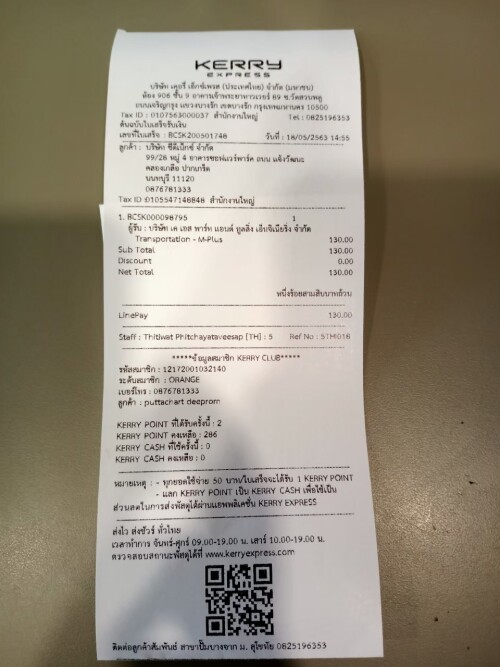 KERRY
EXPRESS
บริษัท เคอรี่ เอ็กซ์เพรส (ประเทศไทย) จำกัด (มหาชน)
ห้อง 906 ชั้น 9 อาคารเจ้าพระยาทาวเวอร์ 89 ซ.วัดสวนพลู
ถนนเจริญกรุง แขวงบางรัก เขตบางรัก กรุงเทพมหานคร 10500
Tax ID : 0107563000037 สำนักงานใหญ่ Tel : 0825196353
ต้นฉบับใบเสร็จรับเงิน
เลขที่ใบเสร็จ : BCSK200501748 วันที่ : 18/05/2563 14:55
ลูกค้า : บริษัท ซีดีเน็กซ์ จำกัด
99/28 หมู่ 4 อาคารซอฟแวร์พาร์ค ถนน แจ้งวัฒนะ
คลองเกลือ ปากเกร็ด
นนทบุรี 11120
0876781333
Tax ID :0105547146848 สำนักงานใหญ่
1. BCSK000098795 1
ผู้รับ : บริษัท เค เอส พาร์ท แอนด์ ทูลลิ่ง เอ็นจิเนียริ่ง จำกัด
Transportation - M-Plus 130.00
Sub Total 130.00
Discount 0.00
Net Total 130.00
หนึ่งร้อยสามสิบบาทถ้วน
LinePay 130.00
Staff : Thitiwat Phitchayataveesap [TH] : 5 Ref No : 5TMI018
*****ข้อมูลสมาชิก KERRY CLUB*****
รหัสสมาชิก : 12172001032140
ระดับสมาชิก : ORANGE
เบอร์โทร : 0876781333
ลูกค้า : puttachart deeprom
KERRY POINT ที่ได้รับครั้งนี้ : 2
KERRY POINT คงเหลือ : 286
KERRY CASH ที่ใช้ครั้งนี้ : 0
KERRY CASH คงเหลือ : 0
หมายเหตุ : - ทุกยอดใช้จ่าย 50 บาท/ใบเสร็จจะได้รับ 1 KERRY POINT
- แลก KERRY POINT เป็น KERRY CASH เพื่อใช้เป็น
ส่วนลดในการส่งพัสดุได้ผ่านแอพพลิเคชั่น KERRY EXPRESS
ส่งไว ส่งชัวร์ ทั่วไทย
เวลาทำการ จันทร์-ศุกร์ 09.00-19.00 น. เสาร์ 10.00-19.00 น.
ตรวจสอบสถานะพัสดุได้ที่ www.kerryexpress.com
ติดต่อลูกค้าสัมพันธ์ สาขาปั๊มบางจาก ม. สุโขทัย 0825196353